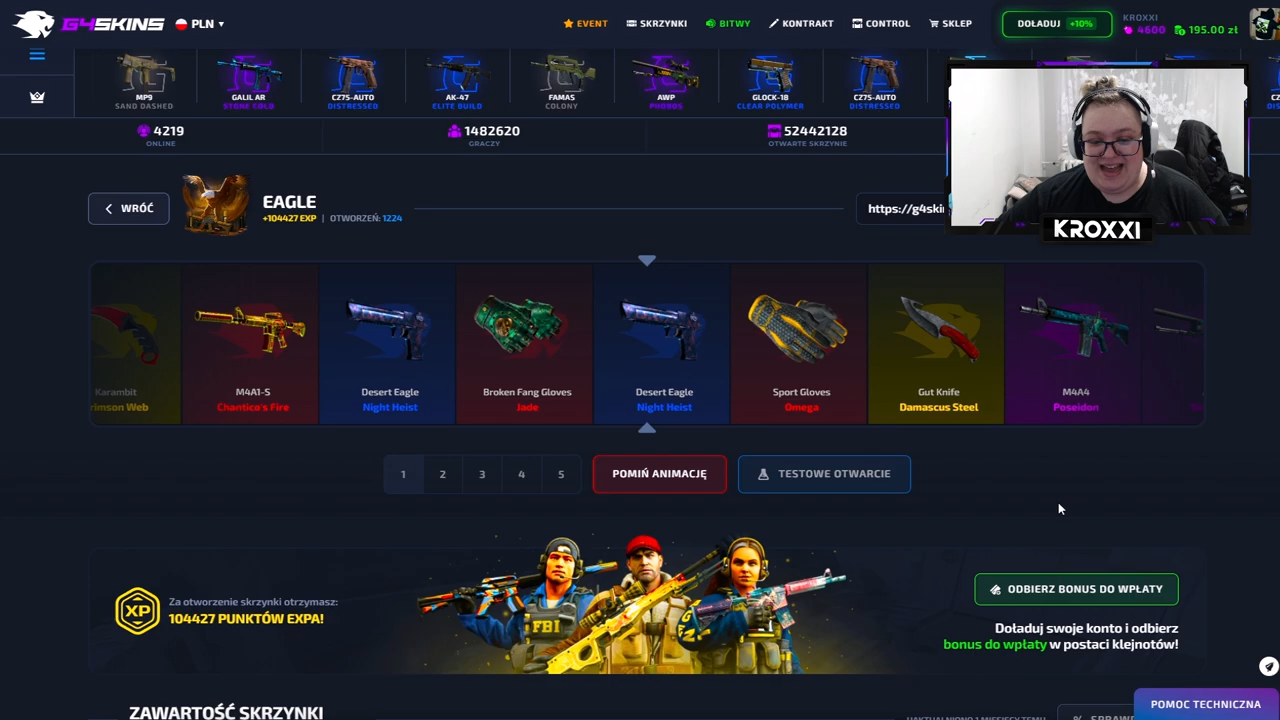 G4SKINS
PLN
EVENT
SKRZYNKI
BITWY
KONTRAKT
CONTROL
SKLEP
DOŁADUJ +10%
KROXXI
4600
195.00 zł
MP9
SAND DASHED
GALIL AR
STONE COLD
CZ75-AUTO
DISTRESSED
AK-47
ELITE BUILD
FAMAS
COLONY
AWP
PHOBOS
GLOCK-18
CLEAR POLYMER
CZ75-AUTO
DISTRESSED
4219
ONLINE
1482620
GRACZY
52442128
OTWARTE SKRZYNIE
WRÓĆ
EAGLE
+104427 EXP | OTWORZEŃ: 1224
https://g4ski
KROXXI
Karambit
rimson Web
M4A1-S
Chantico's Fire
Desert Eagle
Night Heist
Broken Fang Gloves
Jade
Desert Eagle
Night Heist
Sport Gloves
Omega
Gut Knife
Damascus Steel
M4A4
Poseidon
1
2
3
4
5
POMIŃ ANIMACJĘ
TESTOWE OTWARCIE
XP
Za otworzenie skrzynki otrzymasz:
104427 PUNKTÓW EXPA!
FBI
ODBIERZ BONUS DO WPŁATY
Doładuj swoje konto i odbierz
bonus do wpłaty w postaci klejnotów!
ZAWARTOŚĆ SKRZYNKI
POMOC TECHNICZNA